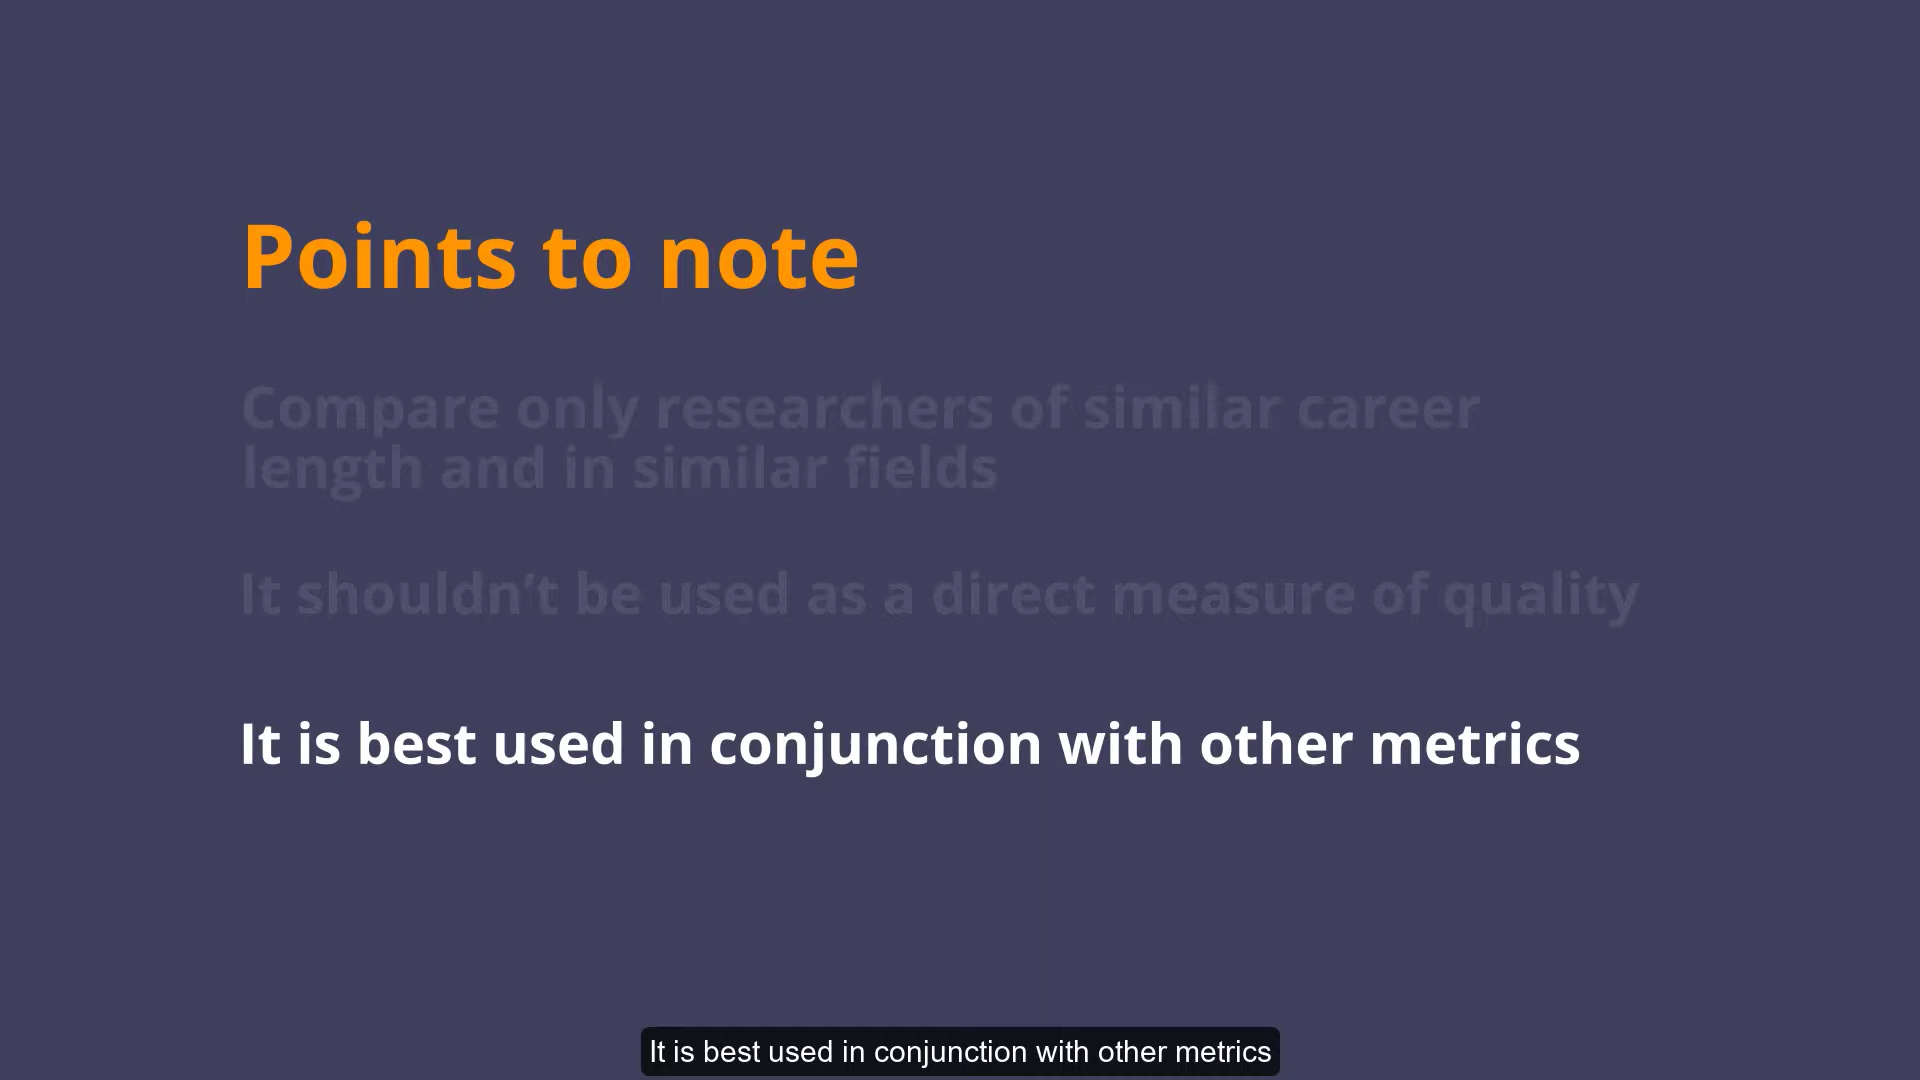 Points to note
Compare only researchers of similar career
length and in similar fields
It shouldn’t be used as a direct measure of quality
It is best used in conjunction with other metrics
It is best used in conjunction with other metrics